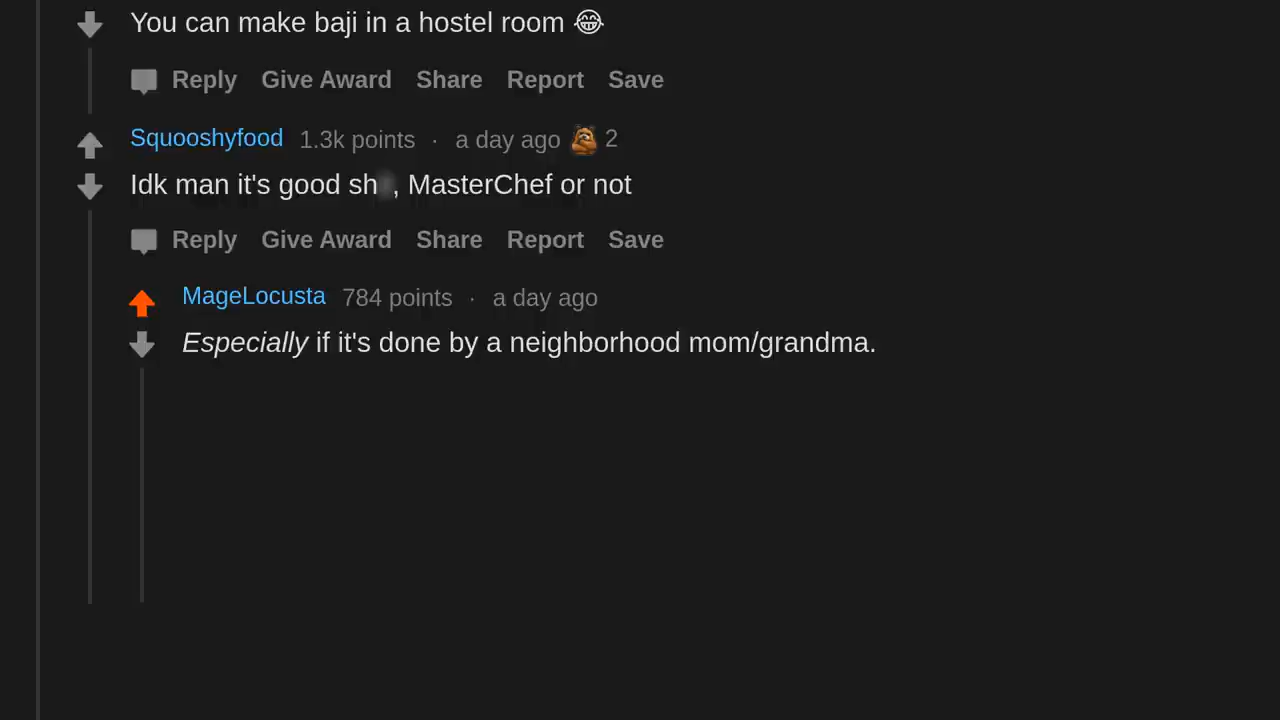 You can make baji in a hostel room 😂
Reply Give Award Share Report Save
Squooshyfood 1.3k points · a day ago 2
Idk man it's good sh , MasterChef or not
Reply Give Award Share Report Save
MageLocusta 784 points · a day ago
Especially if it's done by a neighborhood mom/grandma.